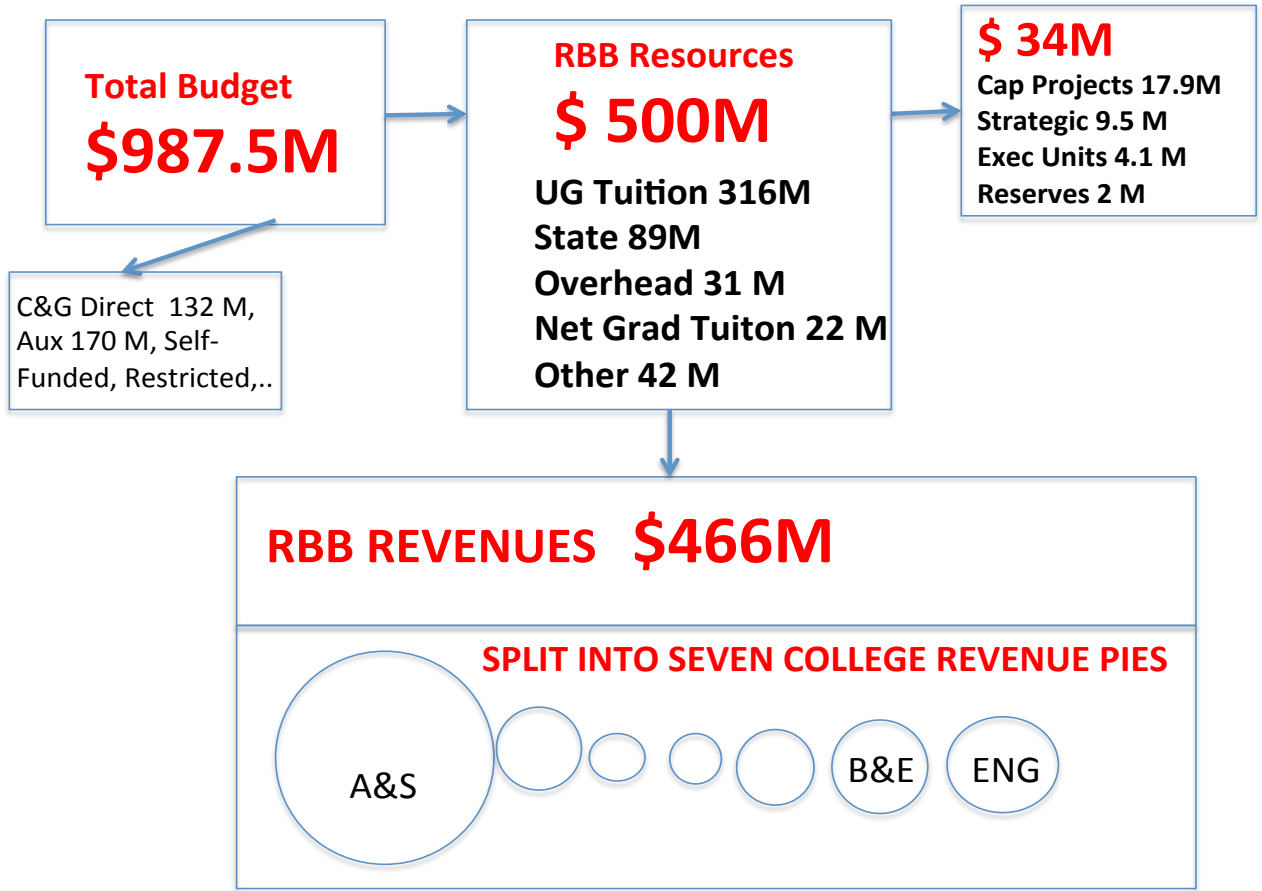 Total Budget
$987.5M
C&G Direct 132 M,
Aux 170 M, Self-
Funded, Restricted,..
RBB Resources
$ 500M
UG Tuition 316M
State 89M
Overhead 31 M
Net Grad Tuiton 22 M
Other 42 M
$ 34M
Cap Projects 17.9M
Strategic 9.5 M
Exec Units 4.1 M
Reserves 2 M
RBB REVENUES $466M
SPLIT INTO SEVEN COLLEGE REVENUE PIES
A&S
B&E
ENG